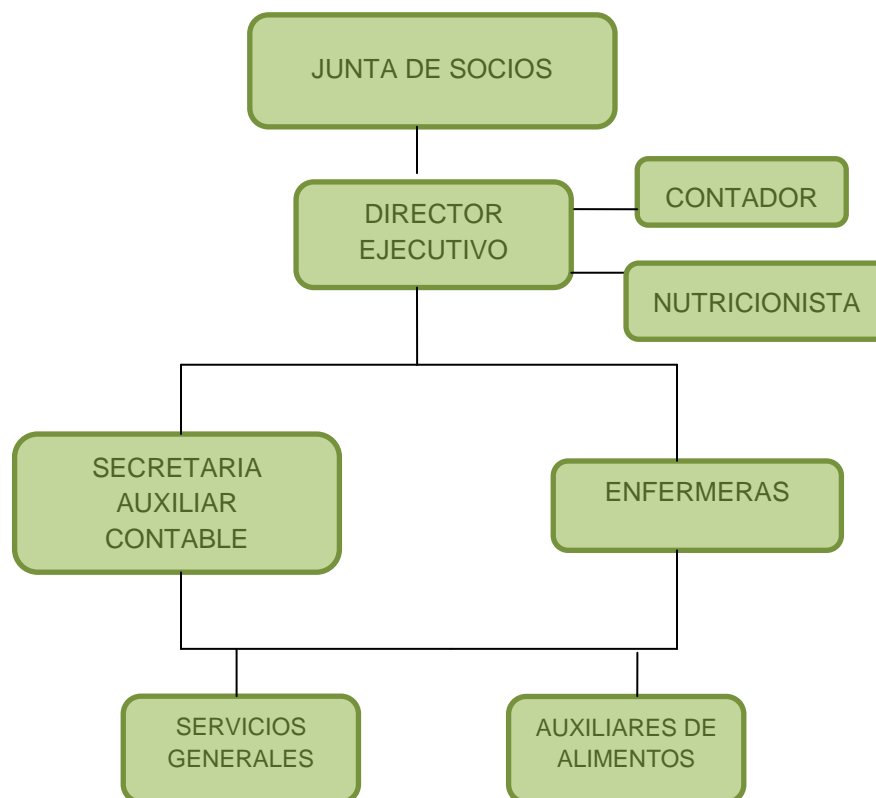 JUNTA DE SOCIOS
DIRECTOR
EJECUTIVO
CONTADOR
NUTRICIONISTA
SECRETARIA
AUXILIAR
CONTABLE
ENFERMERAS
SERVICIOS
GENERALES
AUXILIARES DE
ALIMENTOS